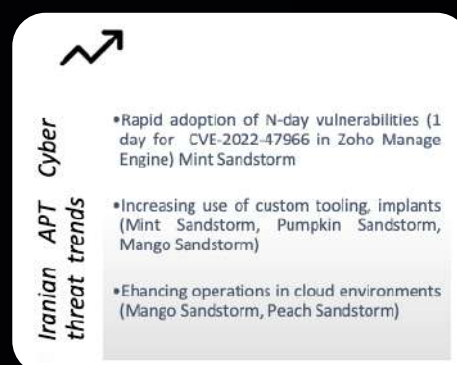 Iranian APT Cyber
threat trends
•Rapid adoption of N-day vulnerabilities (1
day for CVE-2022-47966 in Zoho Manage
Engine) Mint Sandstorm
•Increasing use of custom tooling, implants
(Mint Sandstorm, Pumpkin Sandstorm,
Mango Sandstorm)
•Ehancing operations in cloud environments
(Mango Sandstorm, Peach Sandstorm)